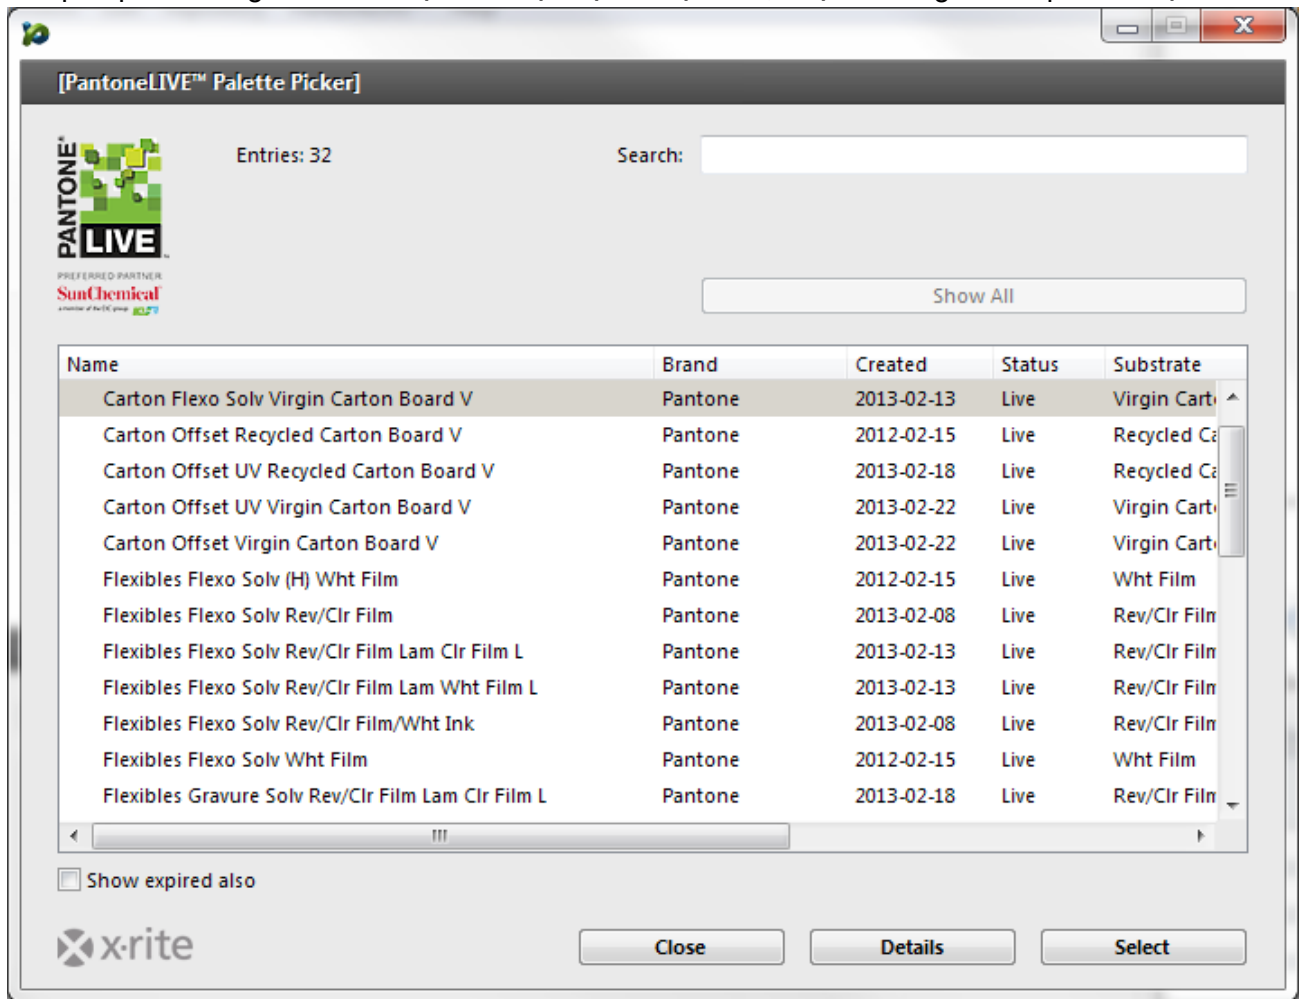 [PantoneLIVE™ Palette Picker]
PANTONE®
LIVE™
PREFERRED PARTNER
SunChemical
a member of the DIC group
Entries: 32
Search:
Show All
Name Brand Created Status Substrate
Carton Flexo Solv Virgin Carton Board V Pantone 2013-02-13 Live Virgin Cart
Carton Offset Recycled Carton Board V Pantone 2012-02-15 Live Recycled Ca
Carton Offset UV Recycled Carton Board V Pantone 2013-02-18 Live Recycled Ca
Carton Offset UV Virgin Carton Board V Pantone 2013-02-22 Live Virgin Cart
Carton Offset Virgin Carton Board V Pantone 2013-02-22 Live Virgin Cart
Flexibles Flexo Solv (H) Wht Film Pantone 2012-02-15 Live Wht Film
Flexibles Flexo Solv Rev/Clr Film Pantone 2013-02-08 Live Rev/Clr Film
Flexibles Flexo Solv Rev/Clr Film Lam Clr Film L Pantone 2013-02-13 Live Rev/Clr Film
Flexibles Flexo Solv Rev/Clr Film Lam Wht Film L Pantone 2013-02-13 Live Rev/Clr Film
Flexibles Flexo Solv Rev/Clr Film/Wht Ink Pantone 2013-02-08 Live Rev/Clr Film
Flexibles Flexo Solv Wht Film Pantone 2012-02-15 Live Wht Film
Flexibles Gravure Solv Rev/Clr Film Lam Clr Film L Pantone 2013-02-18 Live Rev/Clr Film
Show expired also
x·rite
Close Details Select